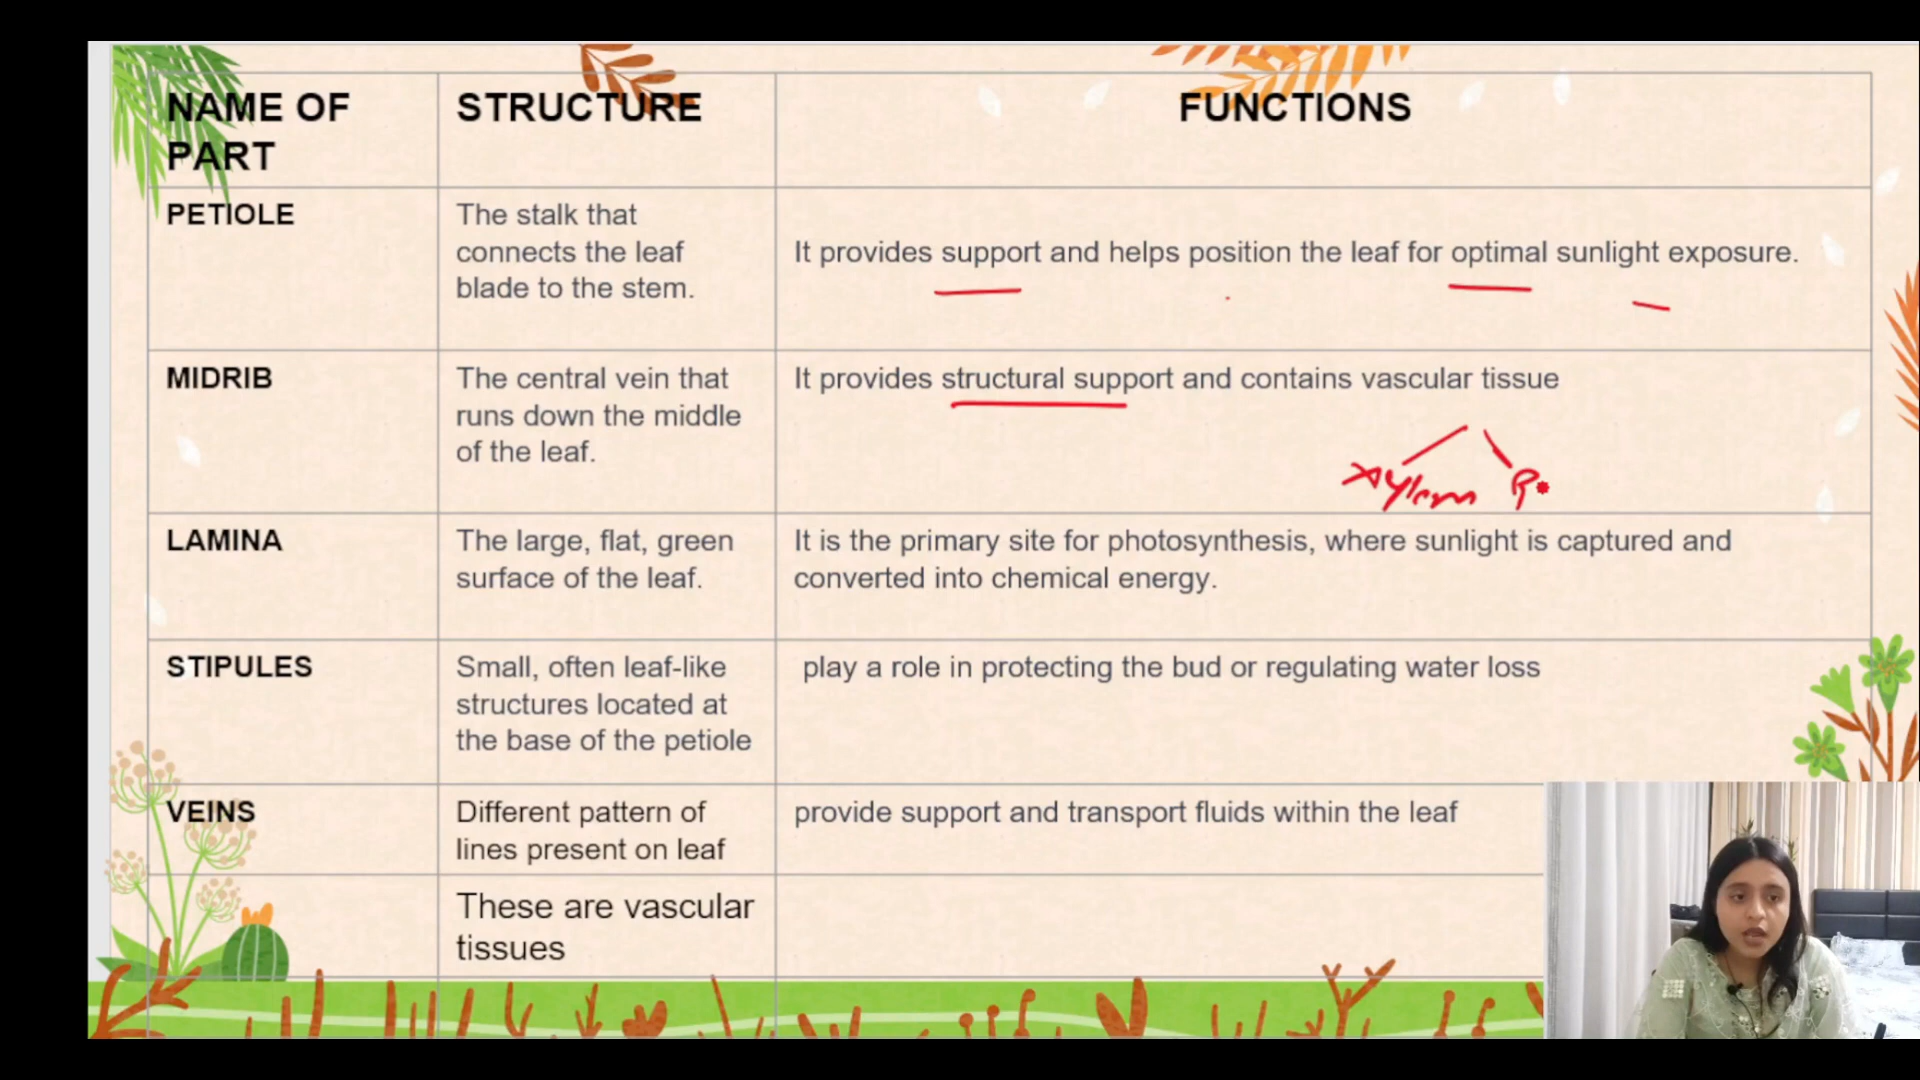 NAME OF
PART
STRUCTURE
FUNCTIONS
PETIOLE
The stalk that
connects the leaf
blade to the stem.
It provides support and helps position the leaf for optimal sunlight exposure.
MIDRIB
The central vein that
runs down the middle
of the leaf.
It provides structural support and contains vascular tissue
Xylem P
LAMINA
The large, flat, green
surface of the leaf.
It is the primary site for photosynthesis, where sunlight is captured and
converted into chemical energy.
STIPULES
Small, often leaf-like
structures located at
the base of the petiole
play a role in protecting the bud or regulating water loss
VEINS
Different pattern of
lines present on leaf
provide support and transport fluids within the leaf
These are vascular
tissues